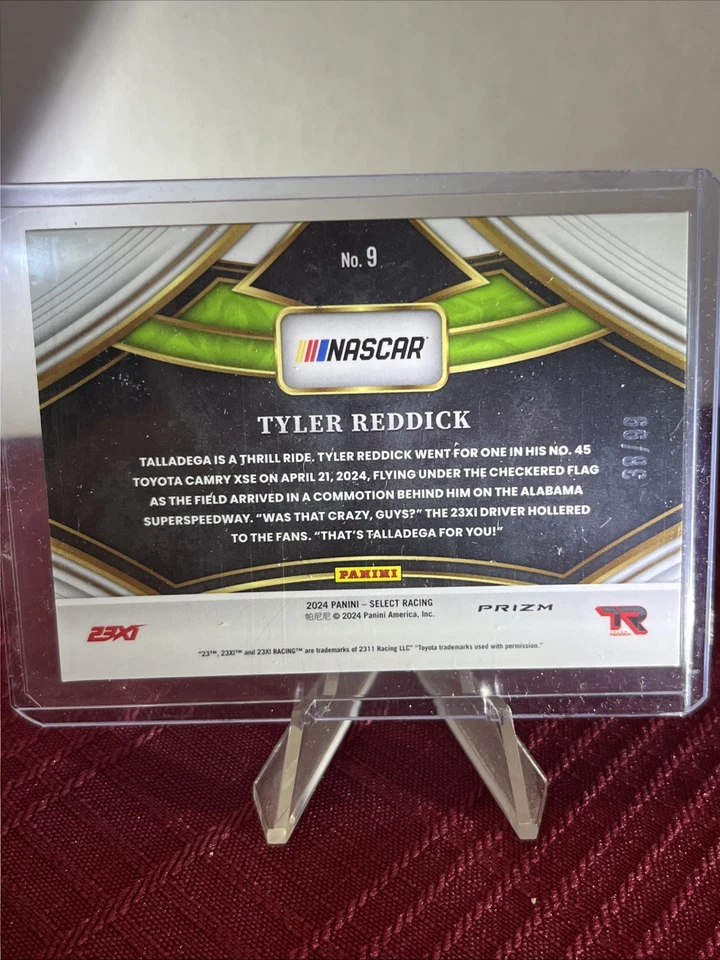 No. 9
NASCAR
TYLER REDDICK
TALLADEGA IS A THRILL RIDE. TYLER REDDICK WENT FOR ONE IN HIS NO. 45
TOYOTA CAMRY XSE ON APRIL 21, 2024, FLYING UNDER THE CHECKERED FLAG
AS THE FIELD ARRIVED IN A COMMOTION BEHIND HIM ON THE ALABAMA
SUPERSPEEDWAY. “WAS THAT CRAZY, GUYS?” THE 23XI DRIVER HOLLERED
TO THE FANS. “THAT’S TALLADEGA FOR YOU!”
38/99
PANINI
2024 PANINI – SELECT RACING
帕尼尼 © 2024 Panini America, Inc.
PRIZM
23XI
TR
“23™, 23XI™ and 23XI RACING™ are trademarks of 2311 Racing LLC” “Toyota trademarks used with permission.”